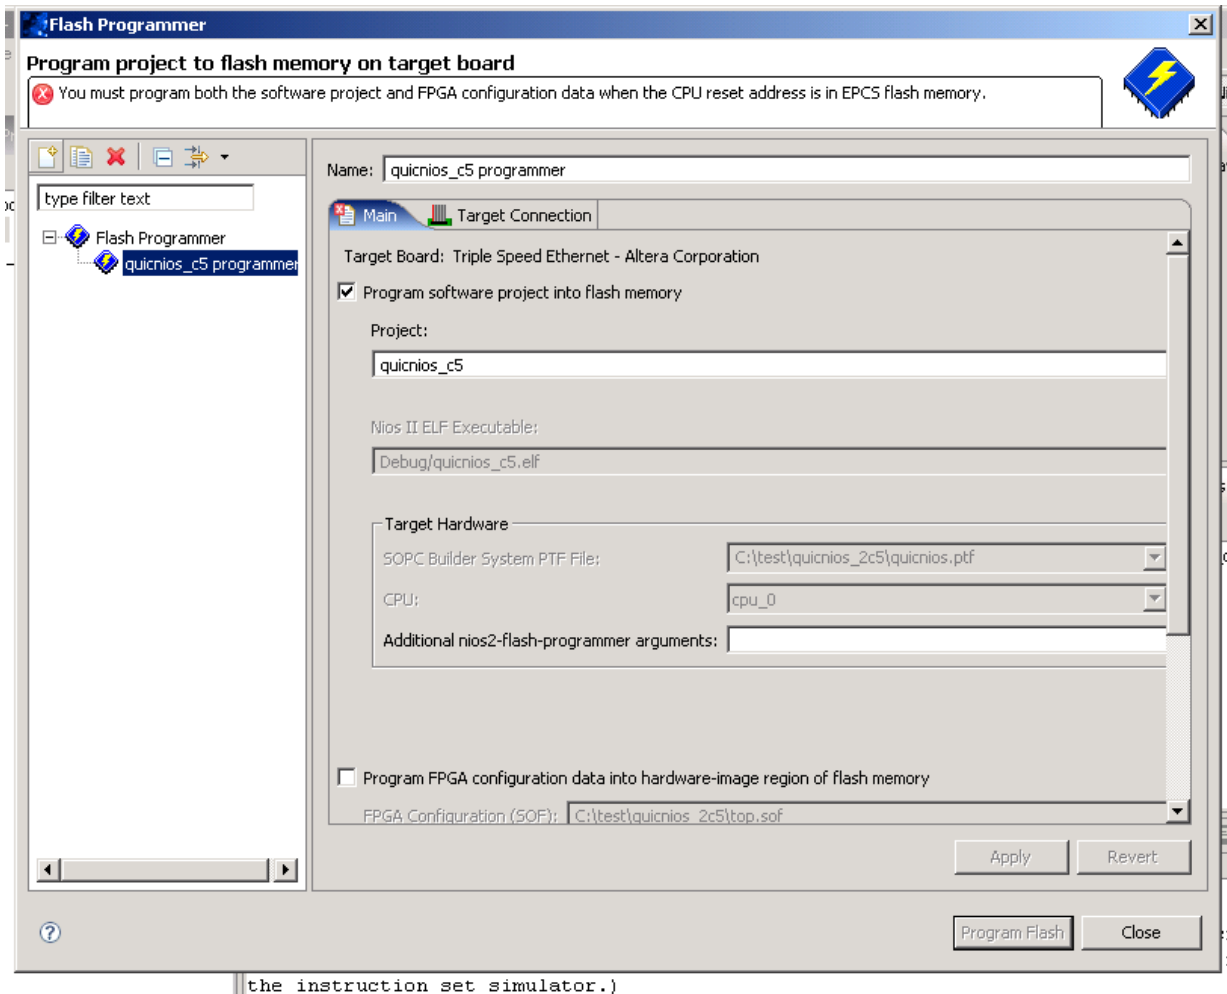 Flash Programmer
Program project to flash memory on target board
You must program both the software project and FPGA configuration data when the CPU reset address is in EPCS flash memory.
type filter text
Flash Programmer
quicnios_c5 programmer
Name: quicnios_c5 programmer
Main Target Connection
Target Board: Triple Speed Ethernet - Altera Corporation
Program software project into flash memory
Project:
quicnios_c5
Nios II ELF Executable:
Debug/quicnios_c5.elf
Target Hardware
SOPC Builder System PTF File: C:\test\quicnios_2c5\quicnios.ptf
CPU: cpu_0
Additional nios2-flash-programmer arguments:
Program FPGA configuration data into hardware-image region of flash memory
FPGA Configuration (SOF): C:\test\quicnios_2c5\top.sof
Apply Revert
Program Flash Close
the instruction set simulator.)